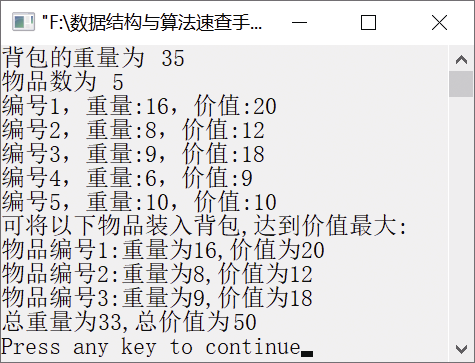 "F:\数据结构与算法速查手...
背包的重量为 35
物品数为 5
编号1，重量:16，价值:20
编号2，重量:8，价值:12
编号3，重量:9，价值:18
编号4，重量:6，价值:9
编号5，重量:10，价值:10
可将以下物品装入背包,达到价值最大:
物品编号1:重量为16,价值为20
物品编号2:重量为8,价值为12
物品编号3:重量为9,价值为18
总重量为33,总价值为50
Press any key to continue